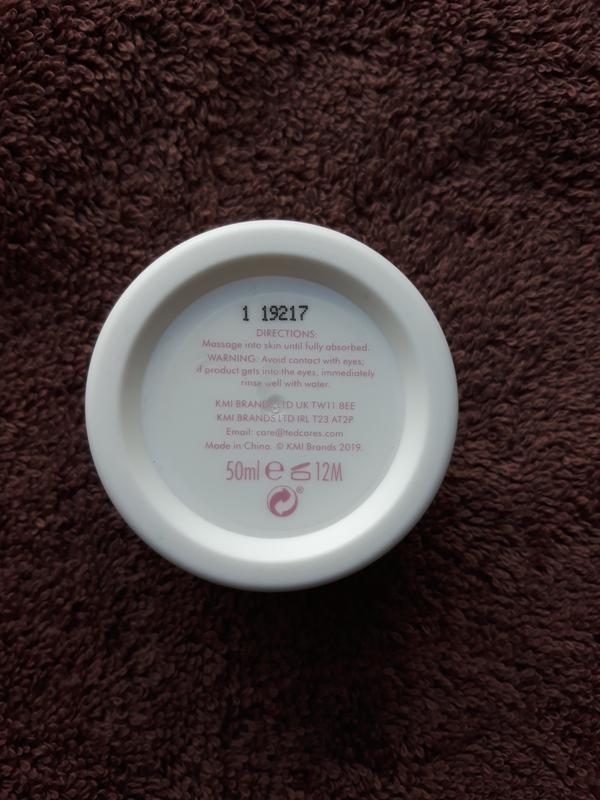 1 19217
DIRECTIONS:
Massage into skin until fully absorbed.
WARNING: Avoid contact with eyes;
if product gets into the eyes, immediately
rinse well with water.
KMI BRANDS LTD UK TW11 8EE
KMI BRANDS LTD IRL T23 AT2P
Email: care@tedcares.com
Made in China. © KMI Brands 2019.
50ml e 12M
®